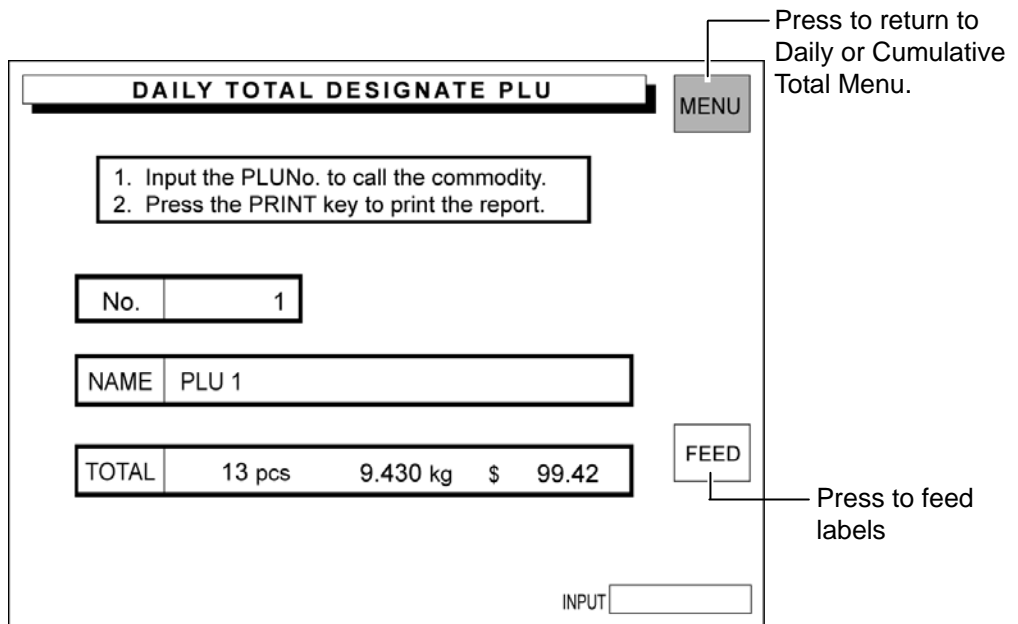 Press to return to
Daily or Cumulative
Total Menu.
DAILY TOTAL DESIGNATE PLU
MENU
1. Input the PLUNo. to call the commodity.
2. Press the PRINT key to print the report.
No. 1
NAME PLU 1
TOTAL 13 pcs 9.430 kg $ 99.42
FEED
Press to feed
labels
INPUT